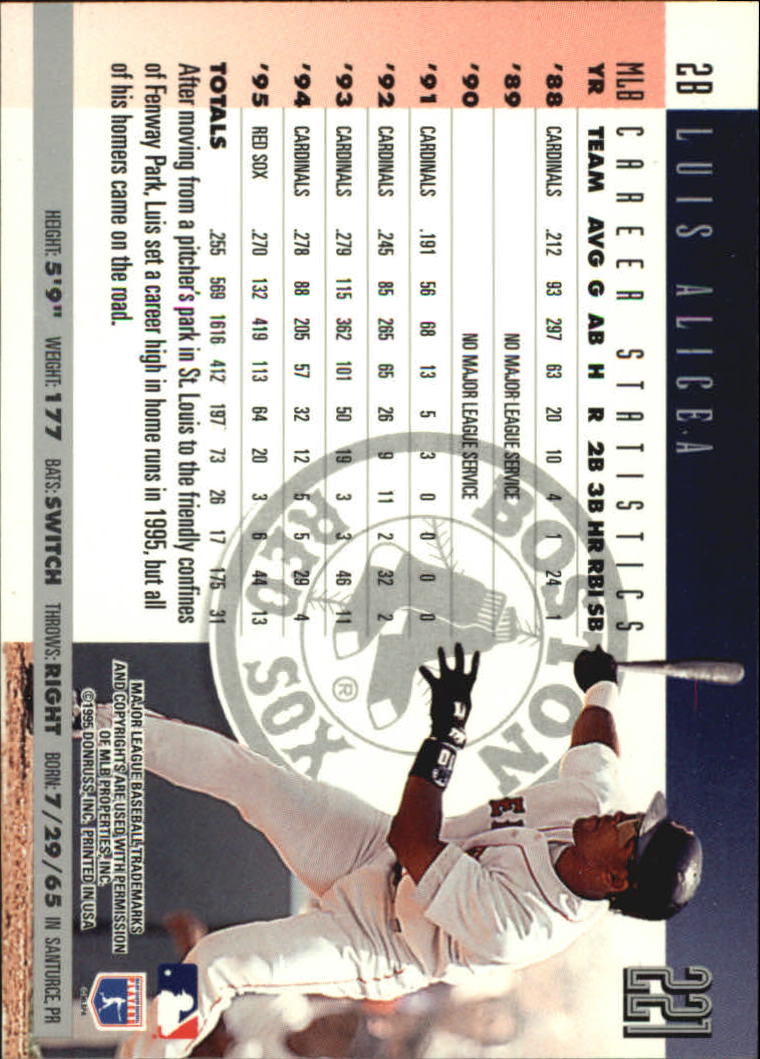 2B LUIS ALICEA
221
MLB CAREER STATISTICS
YR TEAM AVG G AB H R 2B 3B HR RBI SB
'88 CARDINALS .212 93 297 63 20 10 4 1 24 1
'89 NO MAJOR LEAGUE SERVICE
'90 NO MAJOR LEAGUE SERVICE
'91 CARDINALS .191 56 68 13 5 3 0 0 0 0
'92 CARDINALS .245 85 265 65 26 9 11 2 32 2
'93 CARDINALS .279 115 362 101 50 19 3 3 46 11
'94 CARDINALS .278 88 205 57 32 12 5 5 29 4
'95 RED SOX .270 132 419 113 64 20 3 6 44 13
TOTALS .255 569 1616 412 197 73 26 17 175 31
After moving from a pitcher's park in St. Louis to the friendly confines
of Fenway Park, Luis set a career high in home runs in 1995, but all
of his homers came on the road.
BOSTON
RED SOX
®
MAJOR LEAGUE BASEBALL TRADEMARKS
AND COPYRIGHTS ARE USED WITH PERMISSION
OF MLB PROPERTIES, INC.
©1995 DONRUSS, INC. PRINTED IN USA
HEIGHT: 5'9" WEIGHT: 177 BATS: SWITCH THROWS: RIGHT BORN: 7/29/65 IN SANTURCE, PR